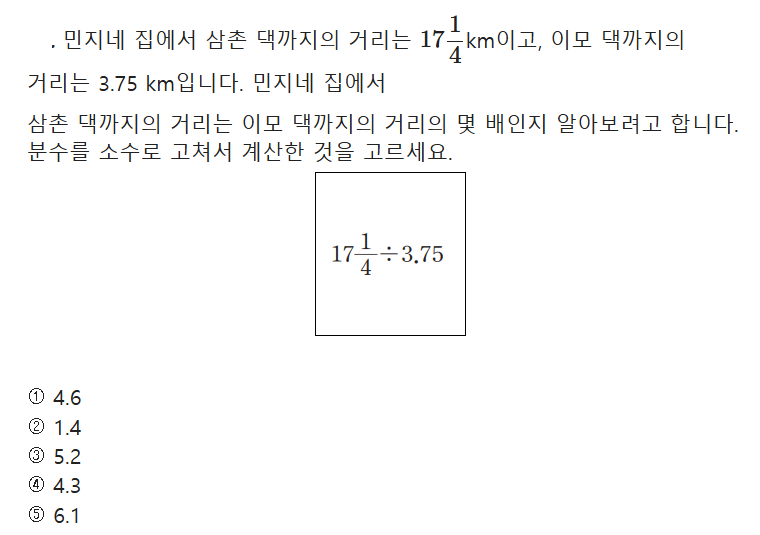 . 민지네 집에서 삼촌 댁까지의 거리는 17 1/4 km이고, 이모 댁까지의
거리는 3.75 km입니다. 민지네 집에서
삼촌 댁까지의 거리는 이모 댁까지의 거리의 몇 배인지 알아보려고 합니다.
분수를 소수로 고쳐서 계산한 것을 고르세요.
17 1/4 ÷ 3.75
① 4.6
② 1.4
③ 5.2
④ 4.3
⑤ 6.1